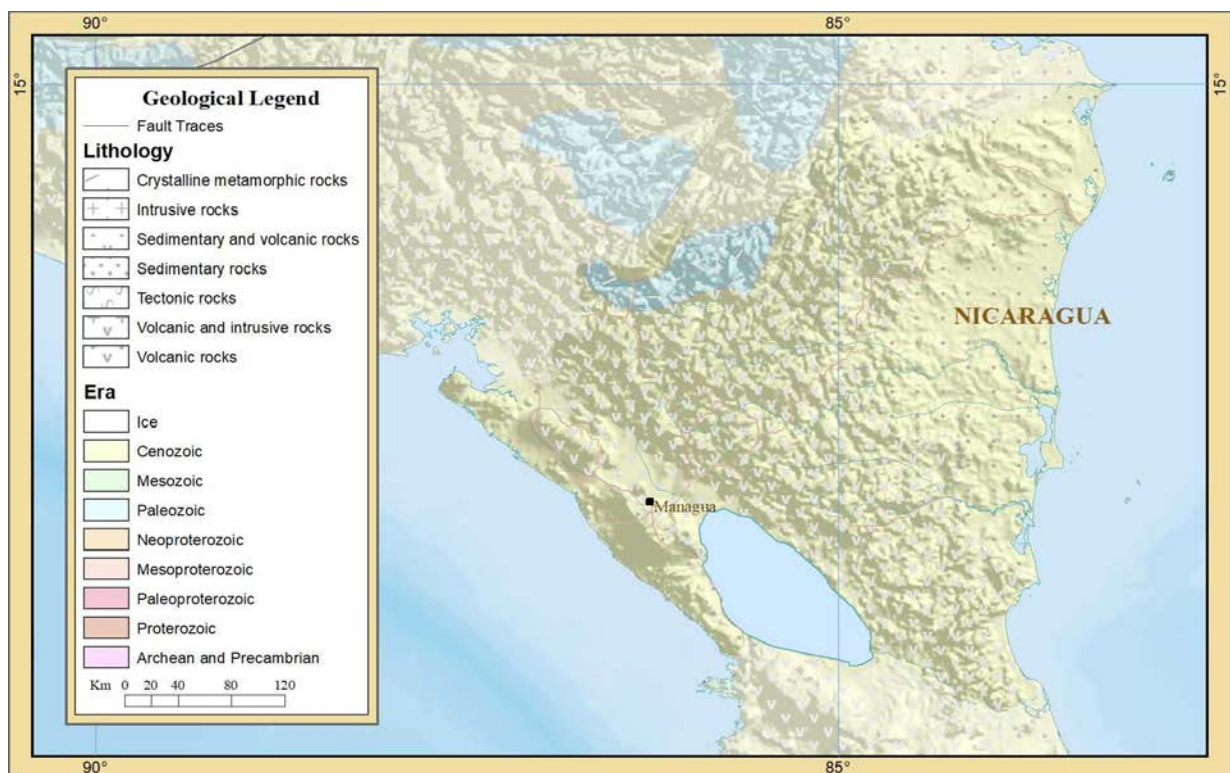 90°
85°
15°
15°
Geological Legend
Fault Traces
Lithology
Crystalline metamorphic rocks
Intrusive rocks
Sedimentary and volcanic rocks
Sedimentary rocks
Tectonic rocks
Volcanic and intrusive rocks
Volcanic rocks
Era
Ice
Cenozoic
Mesozoic
Paleozoic
Neoproterozoic
Mesoproterozoic
Paleoproterozoic
Proterozoic
Archean and Precambrian
Km 0 20 40 80 120
NICARAGUA
Managua
90°
85°